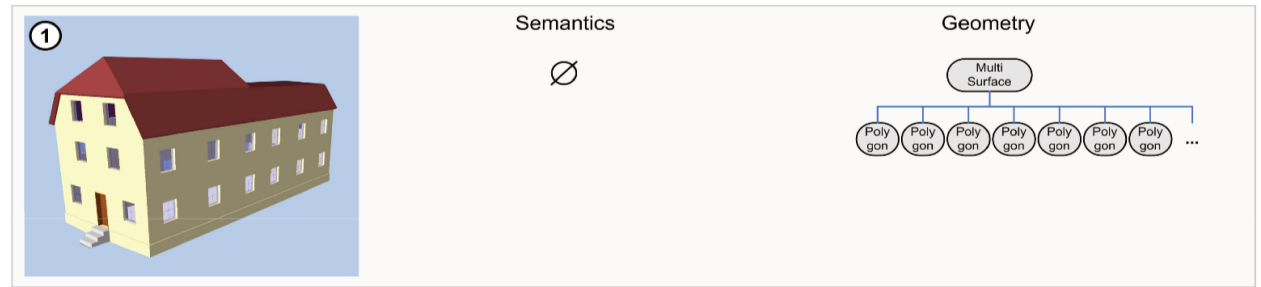 1
Semantics
Geometry
∅
Multi
Surface
Poly Poly Poly Poly Poly Poly Poly
gon gon gon gon gon gon gon
...